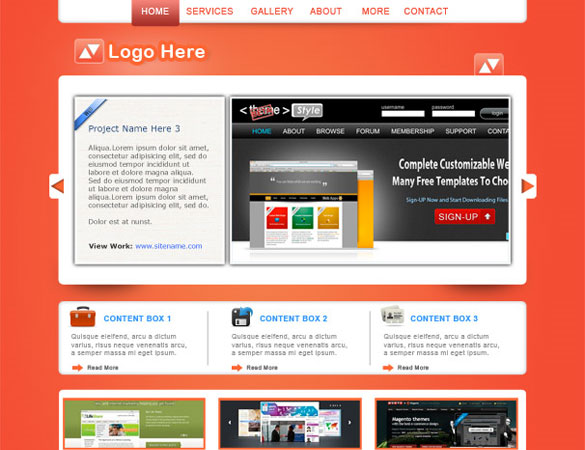 HOME SERVICES GALLERY ABOUT MORE CONTACT
Logo Here
Project Name Here 3
Aliqua.Lorem ipsum dolor sit amet,
consectetur adipisicing elit, sed do
eiusmod tempor incididunt ut
labore et dolore magna aliqua.
Sed do eiusmod tempor
incididunt ut labore et dolore
magna. Lorem ipsum dolor sit
amet, consectetur adipisicing elit.
Dolor est at nunst.
View Work: www.sitename.com
< theme > Style
username password
login
HOME ABOUT BROWSE FORUM MEMBERSHIP SUPPORT CONTA
Complete Customizable We
Many Free Templates To Choo
Sign-UP Now and Start Downloading Files
SIGN-UP
CONTENT BOX 1
Quisque eleifend, arcu a dictum
varius, risus neque venenatis arcu,
a semper massa mi eget ipsum.
Read More
CONTENT BOX 2
Quisque eleifend, arcu a dictum
varius, risus neque venenatis arcu,
a semper massa mi eget ipsum.
Read More
CONTENT BOX 3
Quisque eleifend, arcu a dictum
varius, risus neque venenatis arcu,
a semper massa mi eget ipsum.
Read More
Magento themes